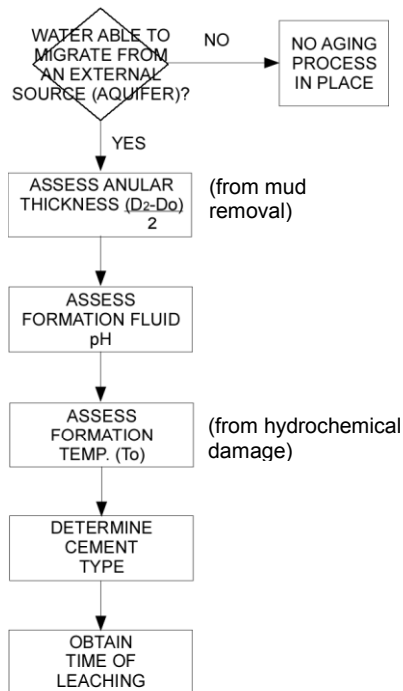 WATER ABLE TO
MIGRATE FROM
AN EXTERNAL
SOURCE (AQUIFER)?
NO
NO AGING
PROCESS
IN PLACE
YES
ASSESS ANULAR
THICKNESS (D2-Do)
2
(from mud
removal)
ASSESS
FORMATION FLUID
pH
ASSESS
FORMATION
TEMP. (To)
(from hydrochemical
damage)
DETERMINE
CEMENT
TYPE
OBTAIN
TIME OF
LEACHING